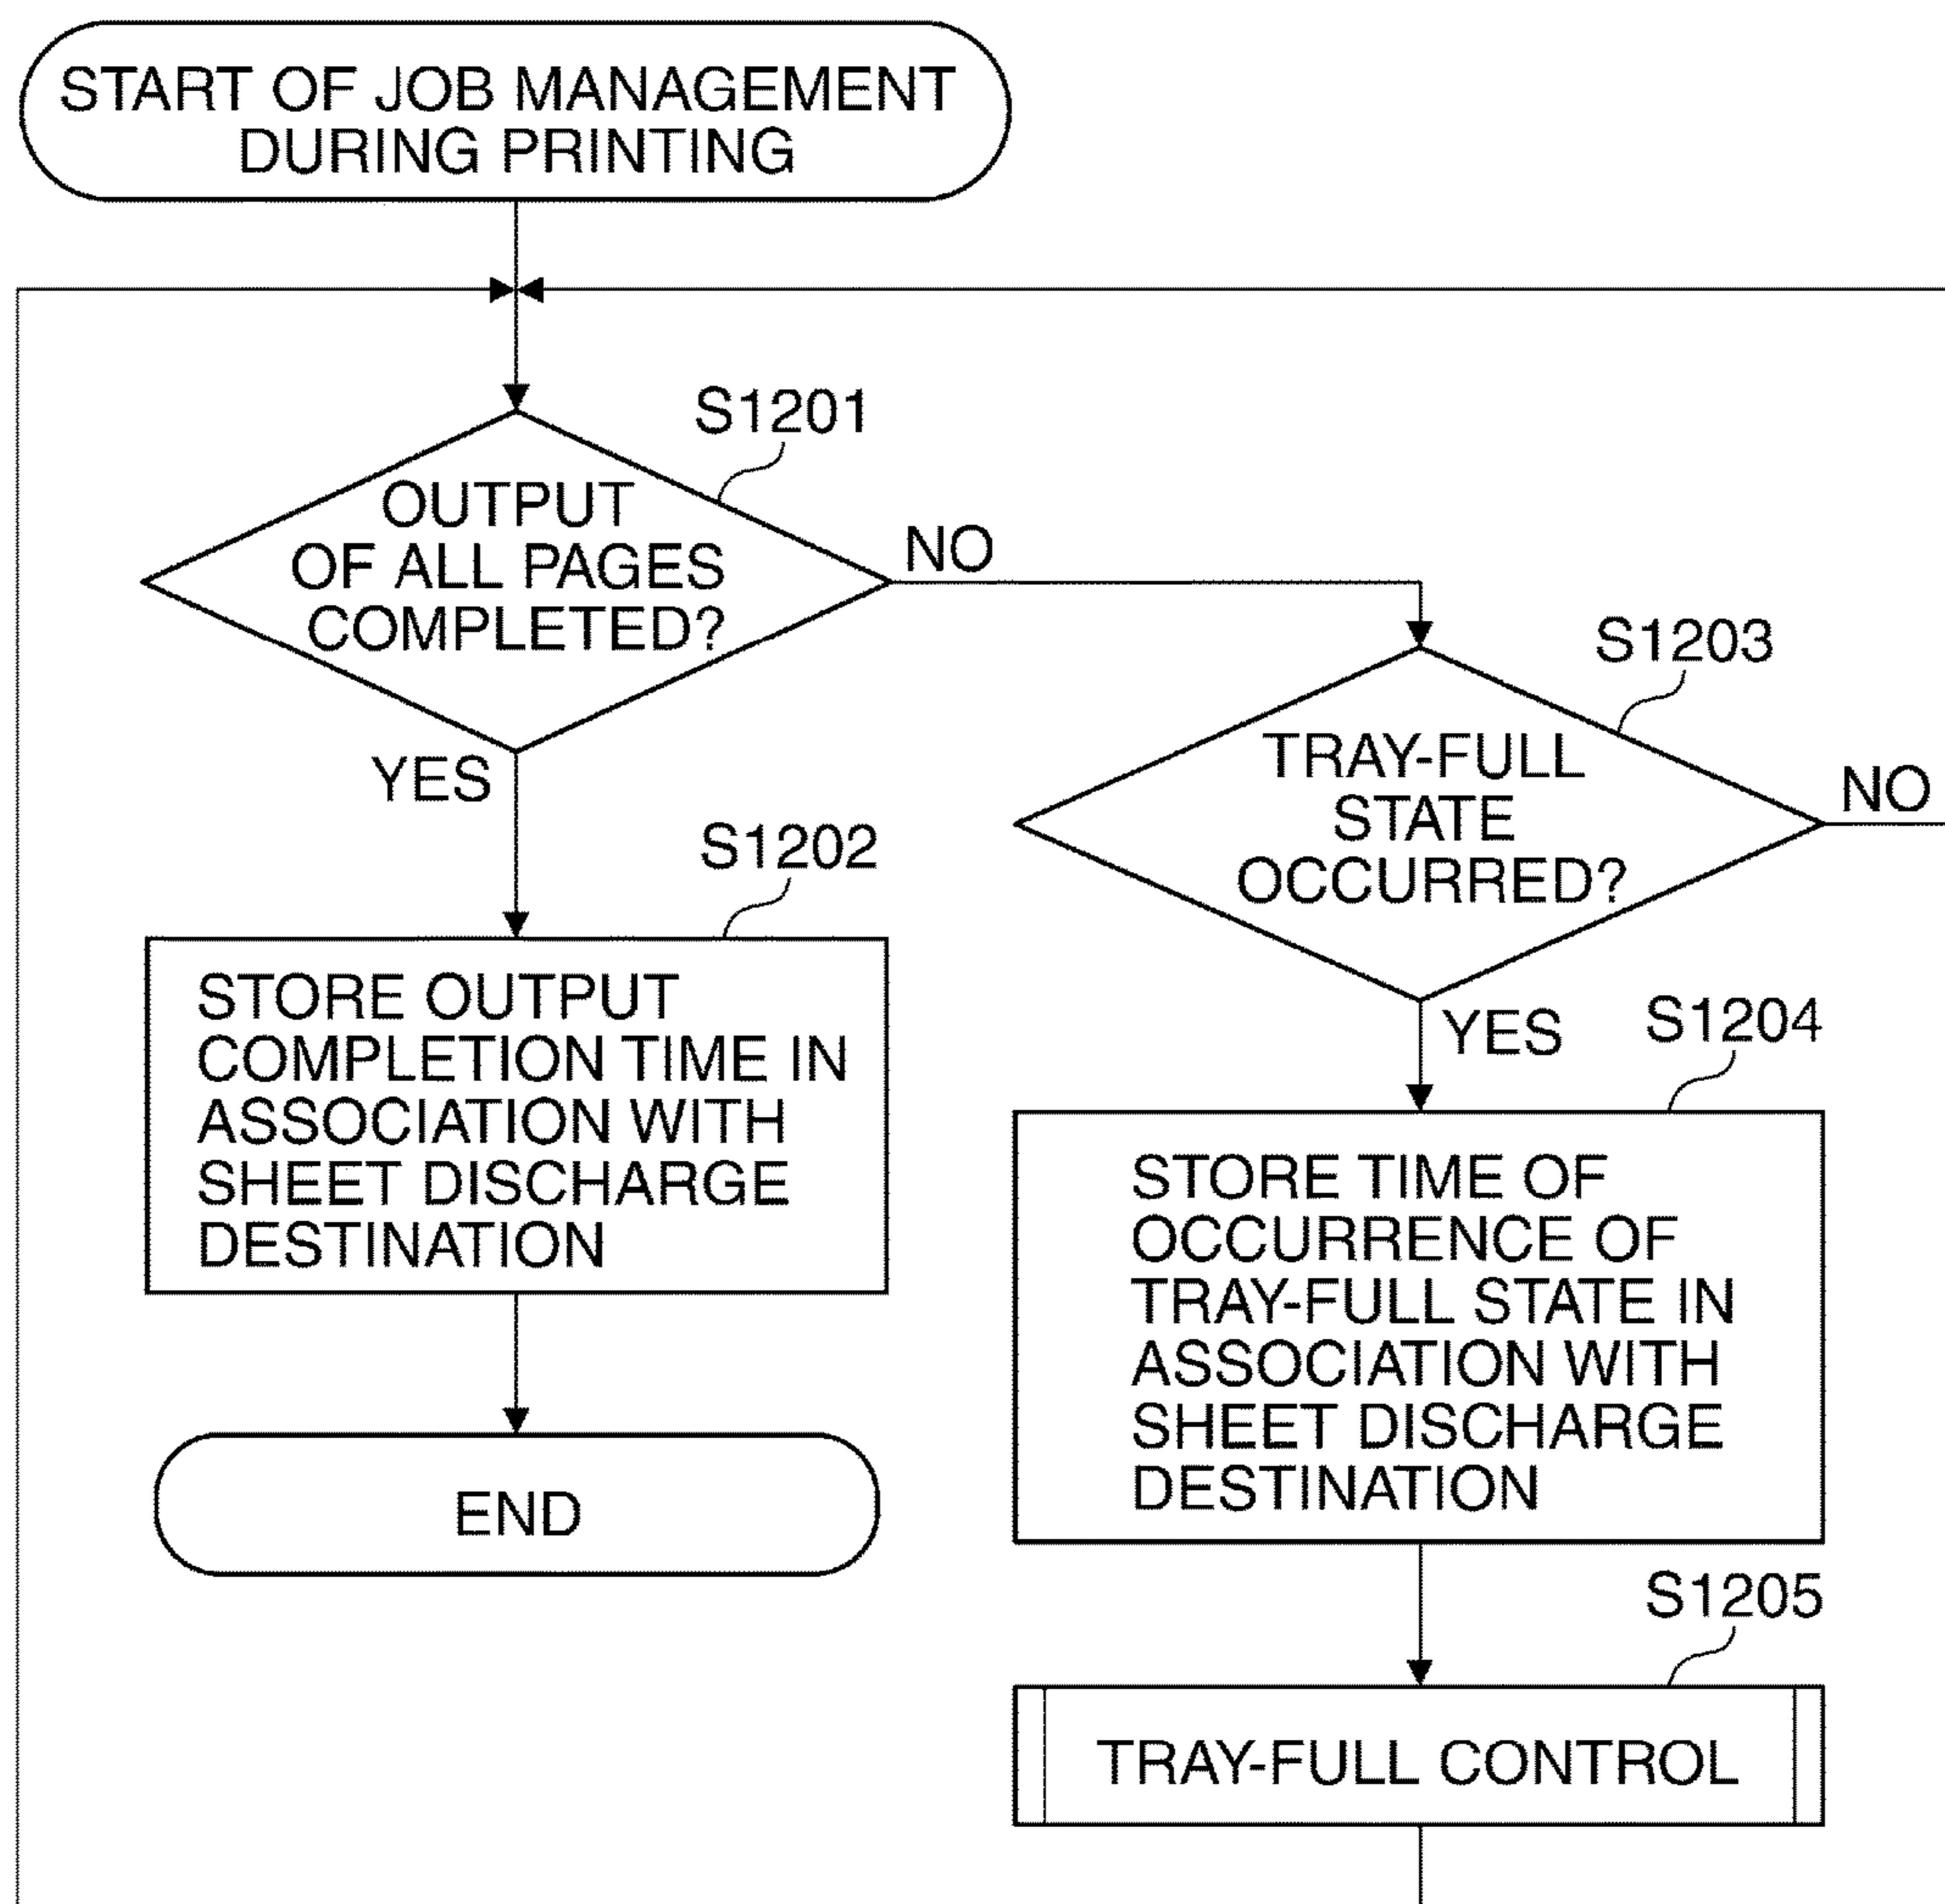 START OF JOB MANAGEMENT
DURING PRINTING
S1201
OUTPUT
OF ALL PAGES
COMPLETED?
NO
YES
S1203
TRAY-FULL
STATE
OCCURRED?
NO
YES
S1202
STORE OUTPUT
COMPLETION TIME IN
ASSOCIATION WITH
SHEET DISCHARGE
DESTINATION
END
S1204
STORE TIME OF
OCCURRENCE OF
TRAY-FULL STATE IN
ASSOCIATION WITH
SHEET DISCHARGE
DESTINATION
S1205
TRAY-FULL CONTROL